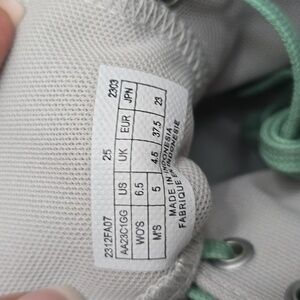 2312FA07 25 2303
AA23C1GG US UK EUR JPN
WO'S 6.5 4.5 37.5 23
M'S 5
MADE IN INDONESIA
FABRIQUÉ INDONESIE